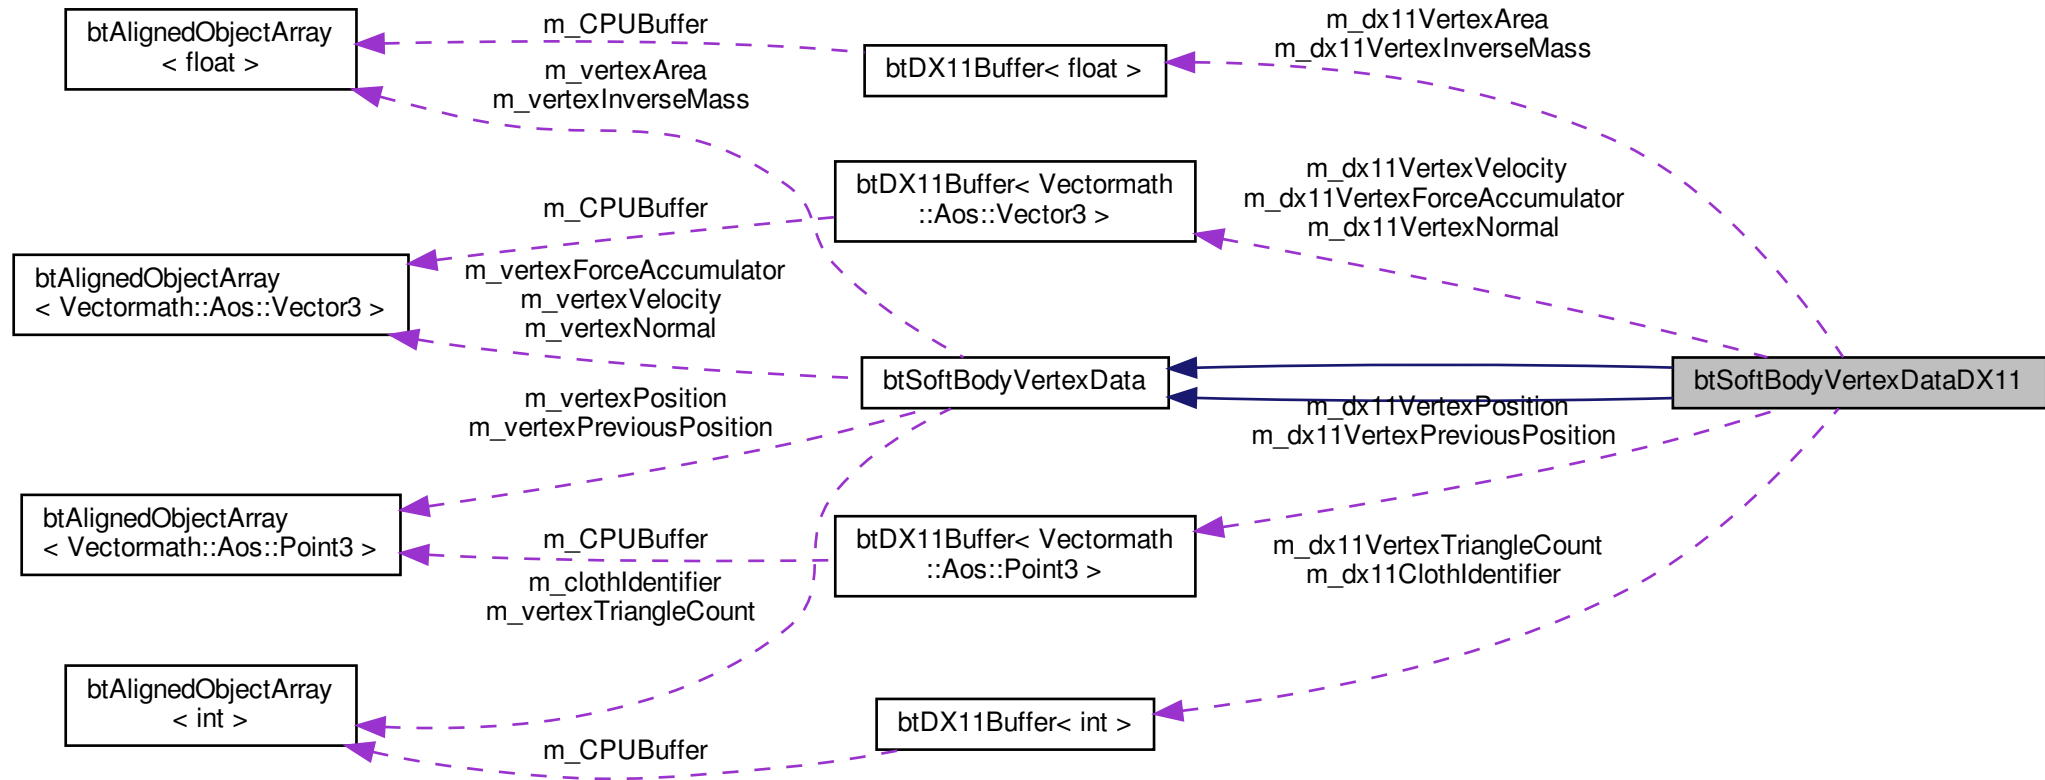 btAlignedObjectArray
< float >
m_CPUBuffer
m_vertexArea
m_vertexInverseMass
btDX11Buffer< float >
m_dx11VertexArea
m_dx11VertexInverseMass
btDX11Buffer< Vectormath
::Aos::Vector3 >
m_dx11VertexVelocity
m_dx11VertexForceAccumulator
m_dx11VertexNormal
m_CPUBuffer
btAlignedObjectArray
< Vectormath::Aos::Vector3 >
m_vertexForceAccumulator
m_vertexVelocity
m_vertexNormal
btSoftBodyVertexData
btSoftBodyVertexDataDX11
m_vertexPosition
m_vertexPreviousPosition
m_dx11VertexPosition
m_dx11VertexPreviousPosition
btAlignedObjectArray
< Vectormath::Aos::Point3 >
m_CPUBuffer
m_clothIdentifier
m_vertexTriangleCount
btDX11Buffer< Vectormath
::Aos::Point3 >
m_dx11VertexTriangleCount
m_dx11ClothIdentifier
btAlignedObjectArray
< int >
m_CPUBuffer
btDX11Buffer< int >